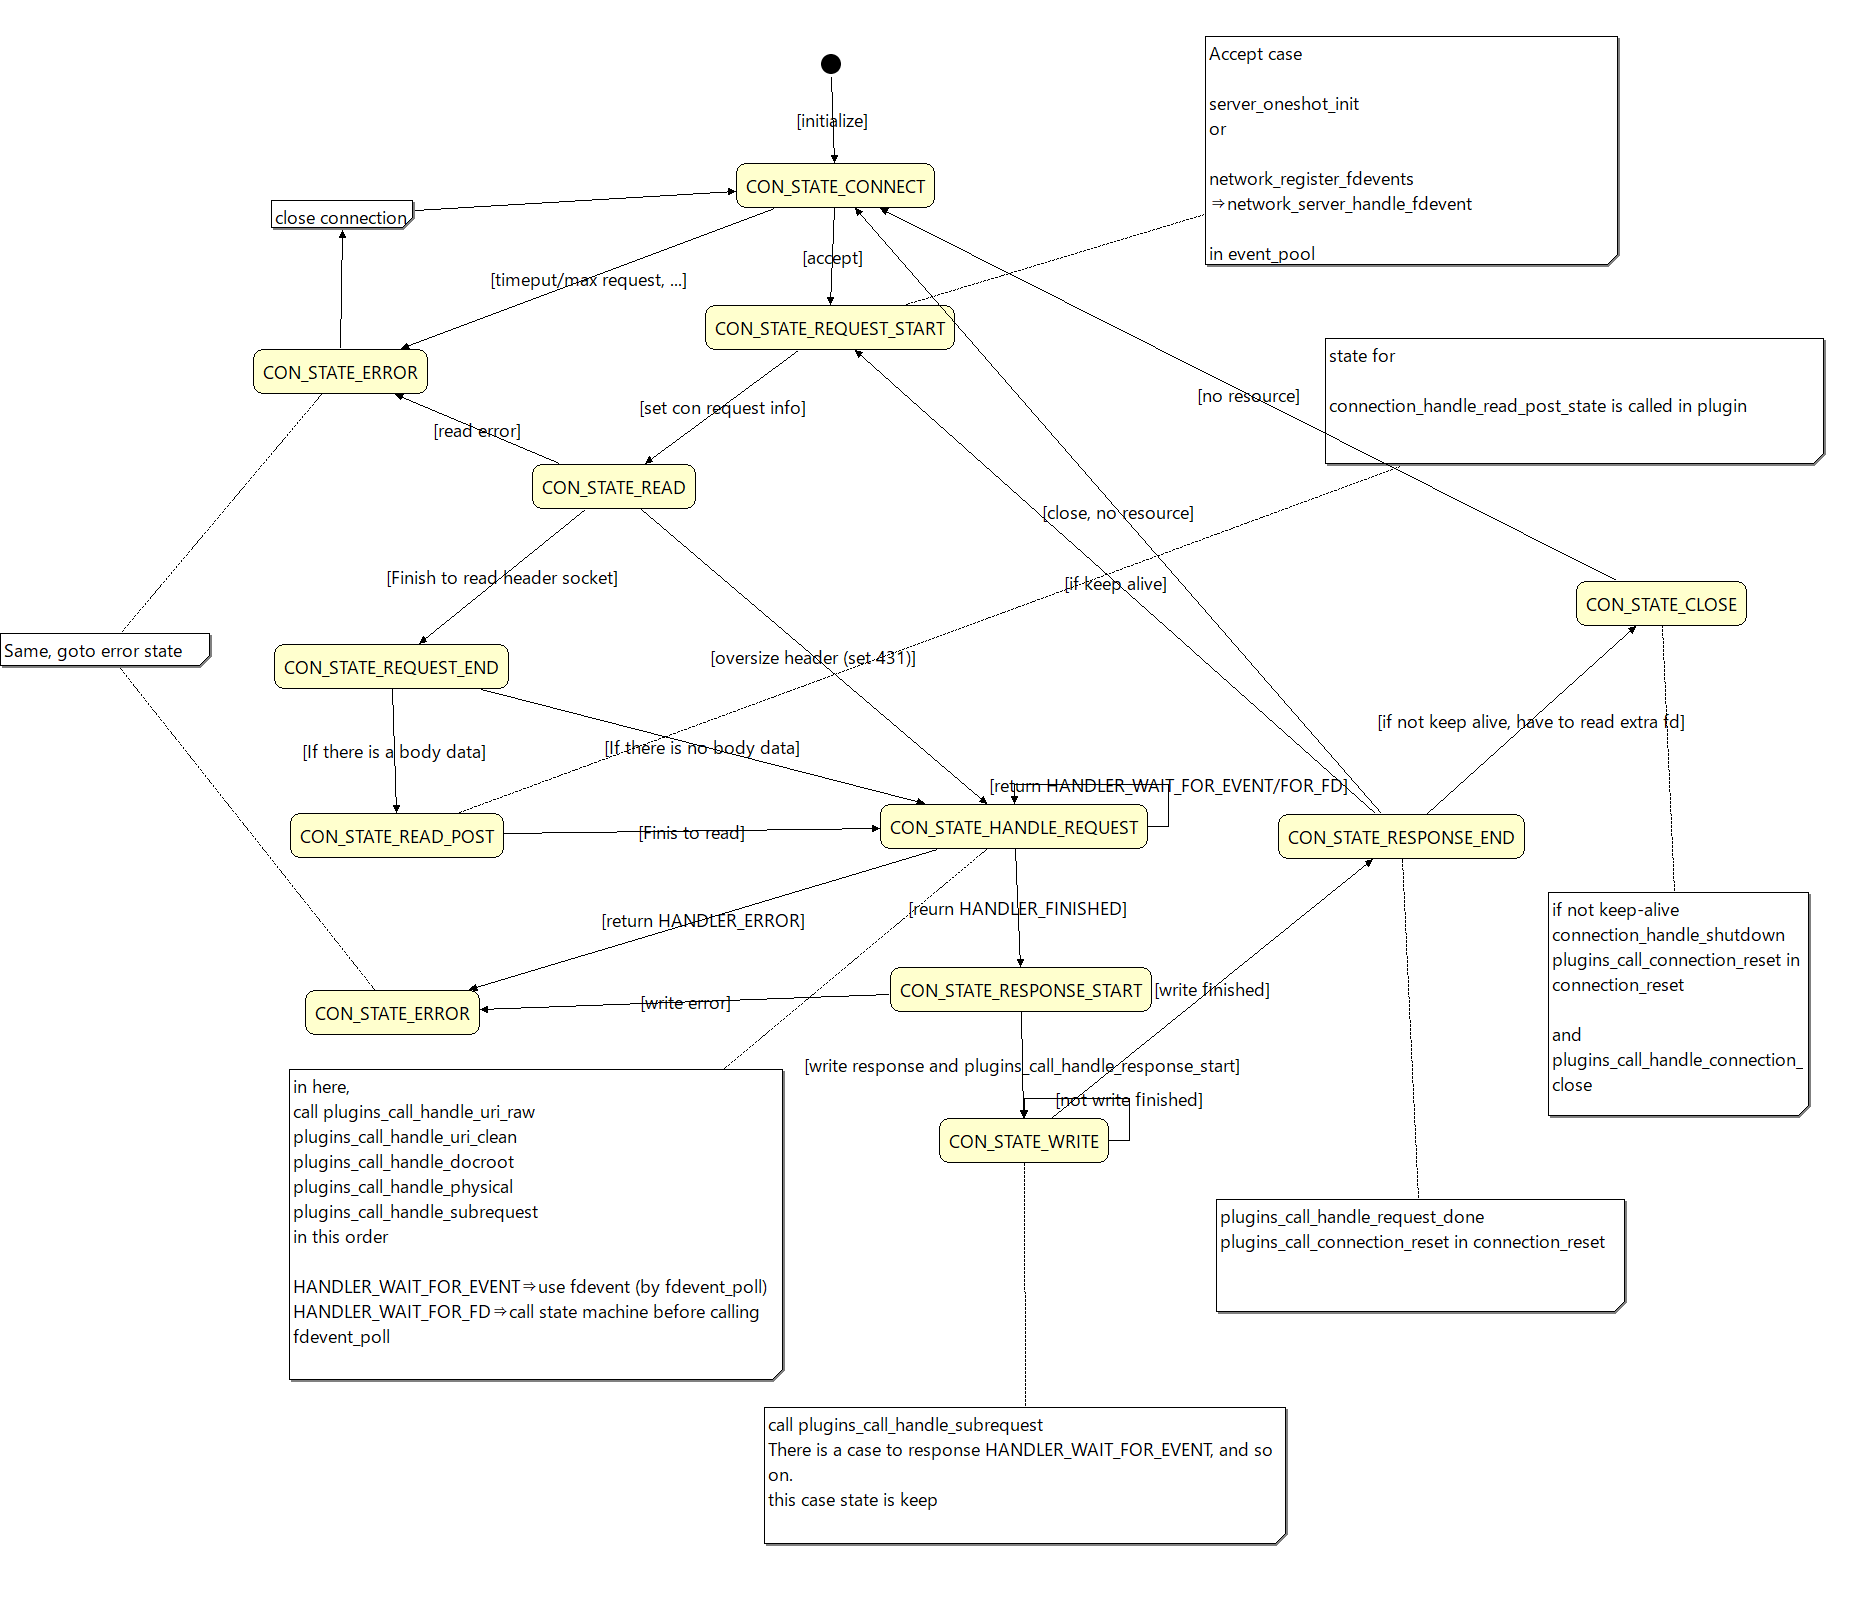 Accept case
server_oneshot_init
or
network_register_fdevents
⇒network_server_handle_fdevent
in event_pool
[initialize]
CON_STATE_CONNECT
close connection
[accept]
[timeput/max request, ...]
CON_STATE_REQUEST_START
CON_STATE_ERROR
state for
connection_handle_read_post_state is called in plugin
[no resource]
[set con request info]
[read error]
CON_STATE_READ
[close, no resource]
[Finish to read header socket]
[if keep alive]
CON_STATE_CLOSE
Same, goto error state
CON_STATE_REQUEST_END
[oversize header (set 431)]
[if not keep alive, have to read extra fd]
[If there is a body data]
[If there is no body data]
[return HANDLER_WAIT_FOR_EVENT/FOR_FD]
CON_STATE_READ_POST
[Finis to read]
CON_STATE_HANDLE_REQUEST
CON_STATE_RESPONSE_END
[return HANDLER_ERROR]
[reurn HANDLER_FINISHED]
if not keep-alive
connection_handle_shutdown
plugins_call_connection_reset in
connection_reset
and
plugins_call_handle_connection_
close
CON_STATE_ERROR
[write error]
CON_STATE_RESPONSE_START
[write finished]
[write response and plugins_call_handle_response_start]
[not write finished]
CON_STATE_WRITE
in here,
call plugins_call_handle_uri_raw
plugins_call_handle_uri_clean
plugins_call_handle_docroot
plugins_call_handle_physical
plugins_call_handle_subrequest
in this order
HANDLER_WAIT_FOR_EVENT⇒use fdevent (by fdevent_poll)
HANDLER_WAIT_FOR_FD⇒call state machine before calling
fdevent_poll
plugins_call_handle_request_done
plugins_call_connection_reset in connection_reset
call plugins_call_handle_subrequest
There is a case to response HANDLER_WAIT_FOR_EVENT, and so
on.
this case state is keep